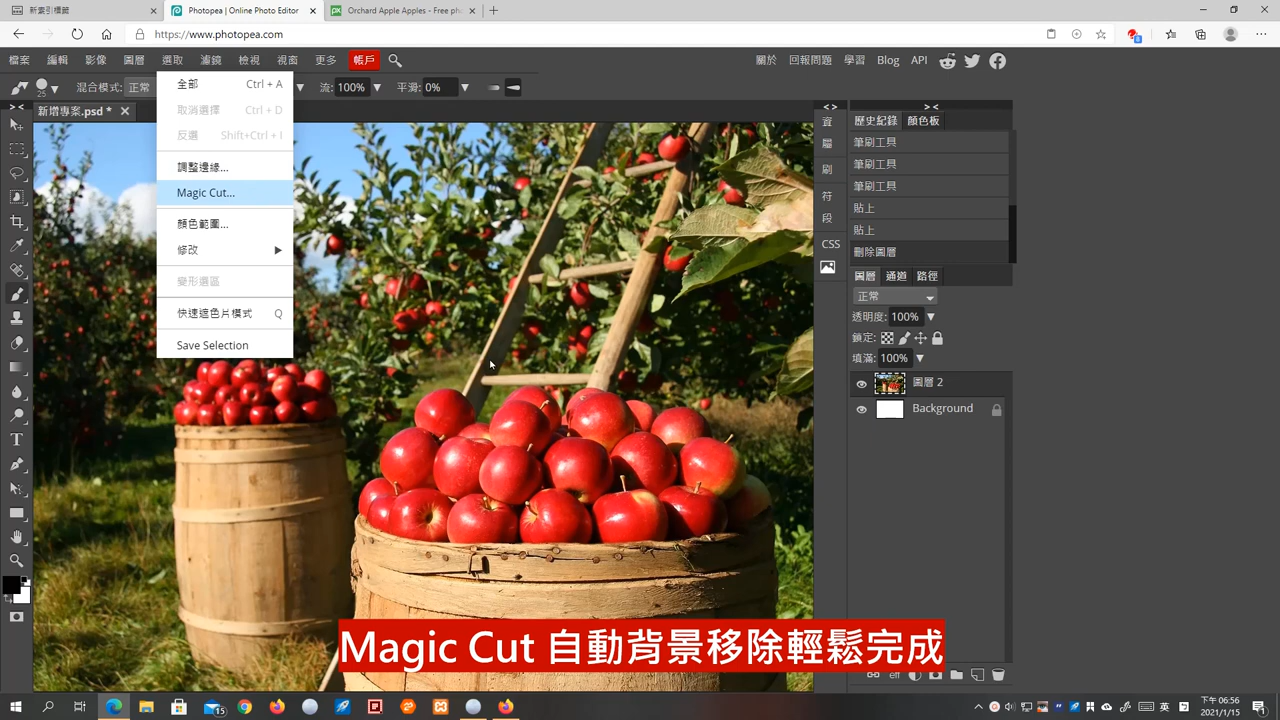 新索引標籤
Photopea | Online Photo Editor
Orchard Apple Apples - Free pho
https://www.photopea.com
檔案 編輯 影像 圖層 選取 濾鏡 檢視 視窗 更多 帳戶
關於 回報問題 學習 Blog API
25
混合模式: 正常
流: 100%
平滑: 0%
新增專案.psd *
全部 Ctrl + A
取消選擇 Ctrl + D
反選 Shift+Ctrl + I
調整邊緣...
Magic Cut...
顏色範圍...
修改
變形選區
快速遮色片模式 Q
Save Selection
資
屬
刷
符
段
CSS
歷史紀錄 顏色板
筆刷工具
筆刷工具
筆刷工具
貼上
貼上
刪除圖層
圖層 通道 路徑
正常
透明度: 100%
鎖定:
填滿: 100%
圖層 2
Background
eff
Magic Cut 自動背景移除輕鬆完成
15
英
下午 06:56
2021/1/15
1